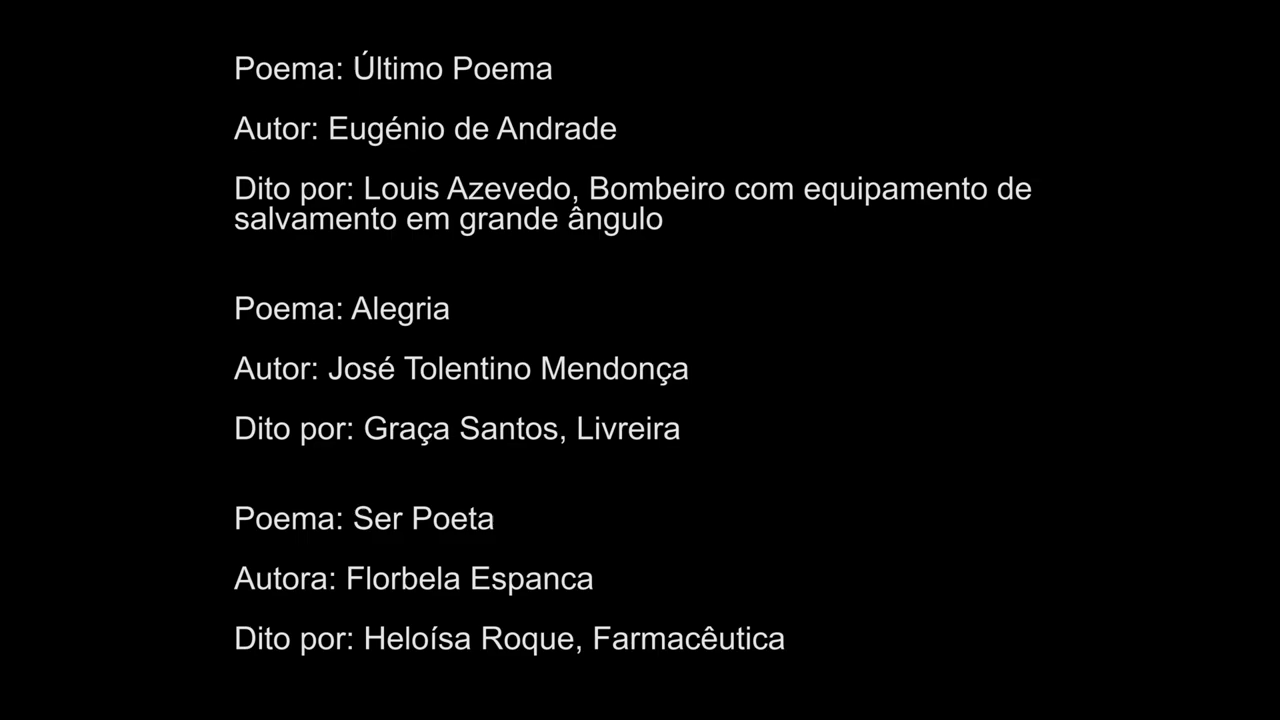 Poema: Último Poema
Autor: Eugénio de Andrade
Dito por: Louis Azevedo, Bombeiro com equipamento de
salvamento em grande ângulo
Poema: Alegria
Autor: José Tolentino Mendonça
Dito por: Graça Santos, Livreira
Poema: Ser Poeta
Autora: Florbela Espanca
Dito por: Heloísa Roque, Farmacêutica